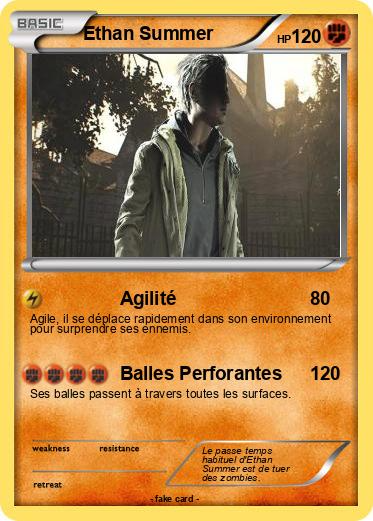 BASIC
Ethan Summer
HP120
Agilité 80
Agile, il se déplace rapidement dans son environnement
pour surprendre ses ennemis.
Balles Perforantes 120
Ses balles passent à travers toutes les surfaces.
weakness resistance
retreat
Le passe temps
habituel d'Ethan
Summer est de tuer
des zombies.
- fake card -